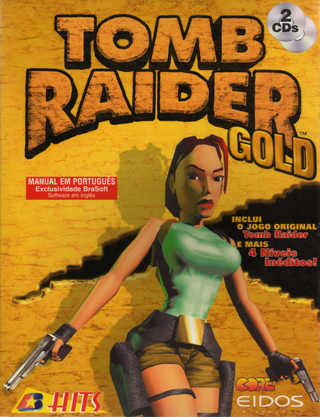 2
CDs
TOMB
RAIDER
GOLD
TM
MANUAL EM PORTUGUÊS
Exclusividade BraSoft
Software em Inglês
INCLUI
O JOGO ORIGINAL
Tomb Raider
E MAIS
4 Níveis
Inéditos!
HITS
CORE
EIDOS